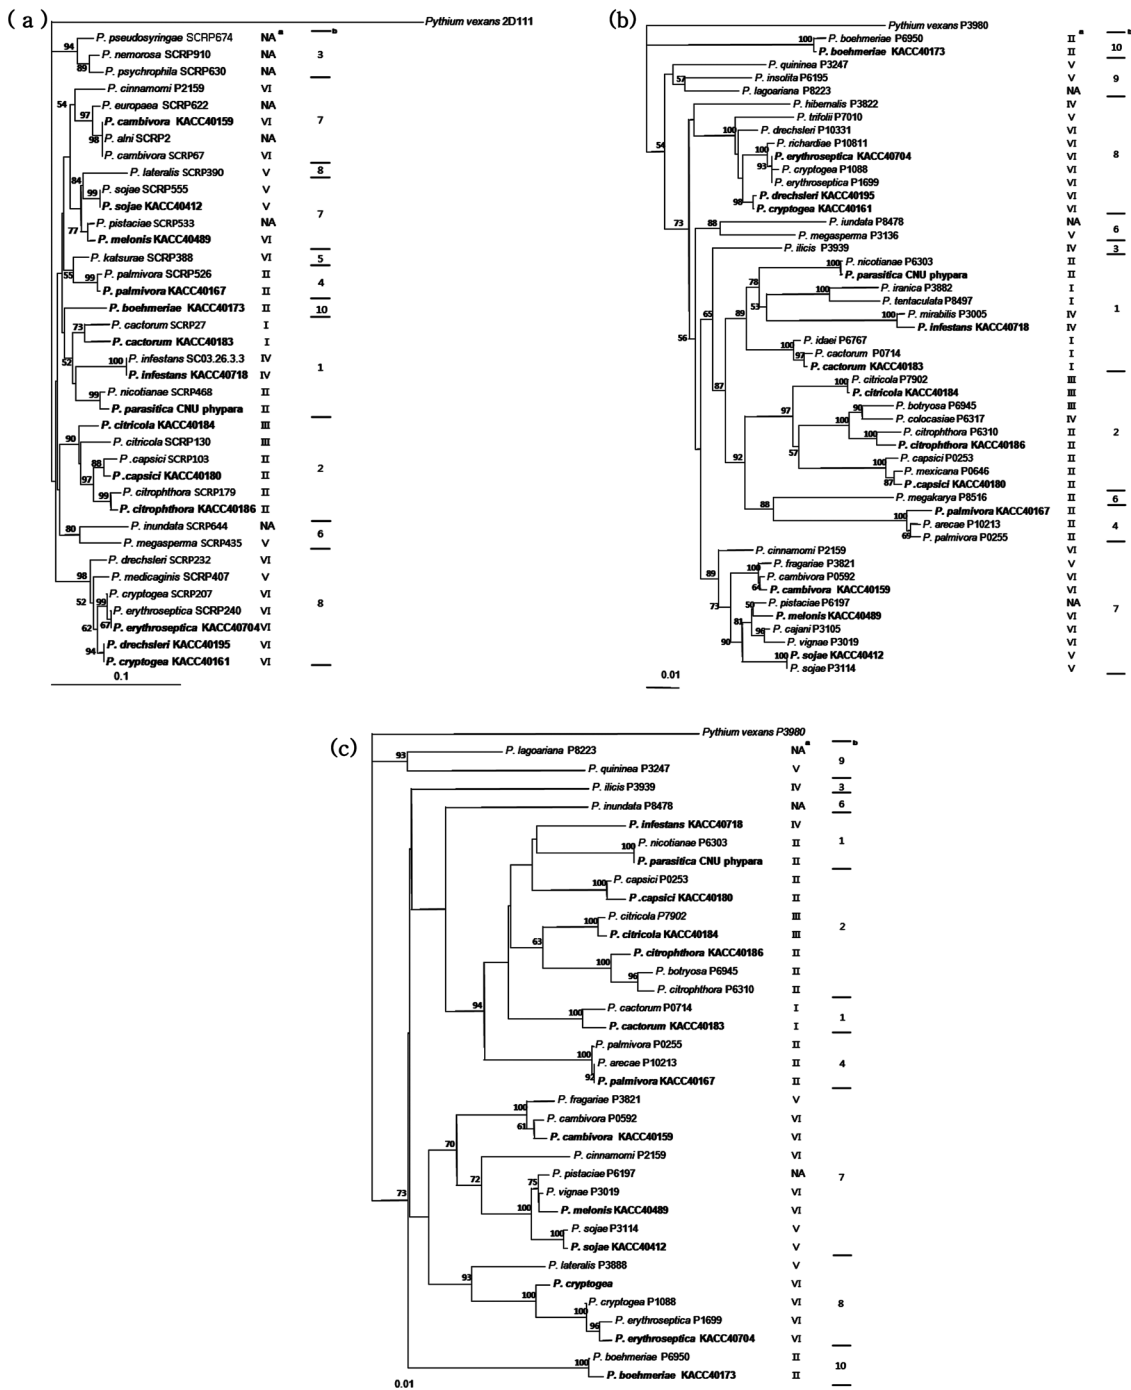 ( a )
Pythium vexans 2D111
a
b
P. pseudosyringae SCRP674 NA
94
P. nemorosa SCRP910 NA 3
89
P. psychrophila SCRP630 NA
P. cinnamomi P2159 VI
54
P. europaea SCRP622 NA
97
P. cambivora KACC40159 VI 7
P. alni SCRP2 NA
98
P. cambivora SCRP67 VI
P. lateralis SCRP390 V 8
84
P. sojae SCRP555 V
99
P. sojae KACC40412 V
7
P. pistaciae SCRP533 NA
77
P. melonis KACC40489 VI
P. katsurae SCRP388 VI 5
55
P. palmivora SCRP526 II
99
4
P. palmivora KACC40167 II
P. boehmeriae KACC40173 II 10
P. cactorum SCRP27 I
73
P. cactorum KACC40183 I
52
P. infestans SC03.26.3.3 IV
100
1
P. infestans KACC40718 IV
P. nicotianae SCRP468 II
99
P. parasitica CNU phypara II
P. citricola KACC40184 III
90
P. citricola SCRP130 III
P. .capsici SCRP103 II
88
2
P. .capsici KACC40180 II
97
P. citrophthora SCRP179 II
99
P. citrophthora KACC40186 II
P. inundata SCRP644 NA
80
6
P. megasperma SCRP435 V
P. drechsleri SCRP232 VI
98
P. medicaginis SCRP407 V
P. cryptogea SCRP207 VI
52
99
P. erythroseptica SCRP240 VI
8
67
P. erythroseptica KACC40704 VI
62
P. drechsleri KACC40195 VI
94
P. cryptogea KACC40161 VI
0.1
(b)
Pythium vexans P3980
a
b
P. boehmeriae P6950 II
100
10
P. boehmeriae KACC40173 II
P. quininea P3247 V
P. insolita P6195 V 9
57
P. lagoariana P8223 NA
P. hibernalis P3822 IV
P. trifolii P7010 V
P. drechsleri P10331 VI
100
P. richardiae P10811 VI
54
100
P. erythroseptica KACC40704 VI 8
P. cryptogea P1088 VI
93
P. erythroseptica P1699 VI
P. drechsleri KACC40195 VI
98
P. cryptogea KACC40161 VI
P. iundata P8478 NA
73
88
6
P. megasperma P3136 V
P. ilicis P3939 IV 3
P. nicotianae P6303 II
100
P. parasitica CNU phypara II
78
P. iranica P3882 I
100
P. tentaculata P8497 I
53
1
P. mirabilis P3005 IV
65
89
100
P. infestans KACC40718 IV
56
P. idaei P6767 I
100
P. cactorum P0714 I
97
P. cactorum KACC40183 I
P. citricola P7902 III
100
87
P. citricola KACC40184 III
P. botryosa P6945 III
97
90
P. colocasiae P6317 IV
P. citrophthora P6310 II
100
2
P. citrophthora KACC40186 II
57
P. capsici P0253 II
100
92
P. mexicana P0646 II
87
P. .capsici KACC40180 II
P. megakarya P8516 II 6
88
P. palmivora KACC40167 II
100
P. arecae P10213 II 4
69
P. palmivora P0255 II
P. cinnamomi P2159 VI
P. fragariae P3821 V
100
89
P. cambivora P0592 VI
64
P. cambivora KACC40159 VI
P. pistaciae P6197 NA
73
50
7
P. melonis KACC40489 VI
81
P. cajani P3105 VI
96
P. vignae P3019 VI
90
P. sojae KACC40412 V
100
P. sojae P3114 V
0.01
(c)
Pythium vexans P3980
a
b
P. lagoariana P8223 NA
93
9
P. quininea P3247 V
P. ilicis P3939 IV 3
P. inundata P8478 NA 6
P. infestans KACC40718 IV
P. nicotianae P6303 II 1
100
P. parasitica CNU phypara II
P. capsici P0253 II
100
P. .capsici KACC40180 II
P. citricola P7902 III
100
2
P. citricola KACC40184 III
63
P. citrophthora KACC40186 II
100
P. botryosa P6945 II
96
P. citrophthora P6310 II
94
P. cactorum P0714 I
100
1
P. cactorum KACC40183 I
P. palmivora P0255 II
100
P. arecae P10213 II 4
92
P. palmivora KACC40167 II
P. fragariae P3821 V
100
P. cambivora P0592 VI
61
P. cambivora KACC40159 VI
70
P. cinnamomi P2159 VI
72
P. pistaciae P6197 NA 7
75
P. vignae P3019 VI
73
100
P. melonis KACC40489 VI
P. sojae P3114 V
100
P. sojae KACC40412 V
P. lateralis P3888 V
93
P. cryptogea VI
100
P. cryptogea P1088 VI 8
100
P. erythroseptica P1699 VI
96
P. erythroseptica KACC40704 VI
P. boehmeriae P6950 II
100
10
P. boehmeriae KACC40173 II
0.01